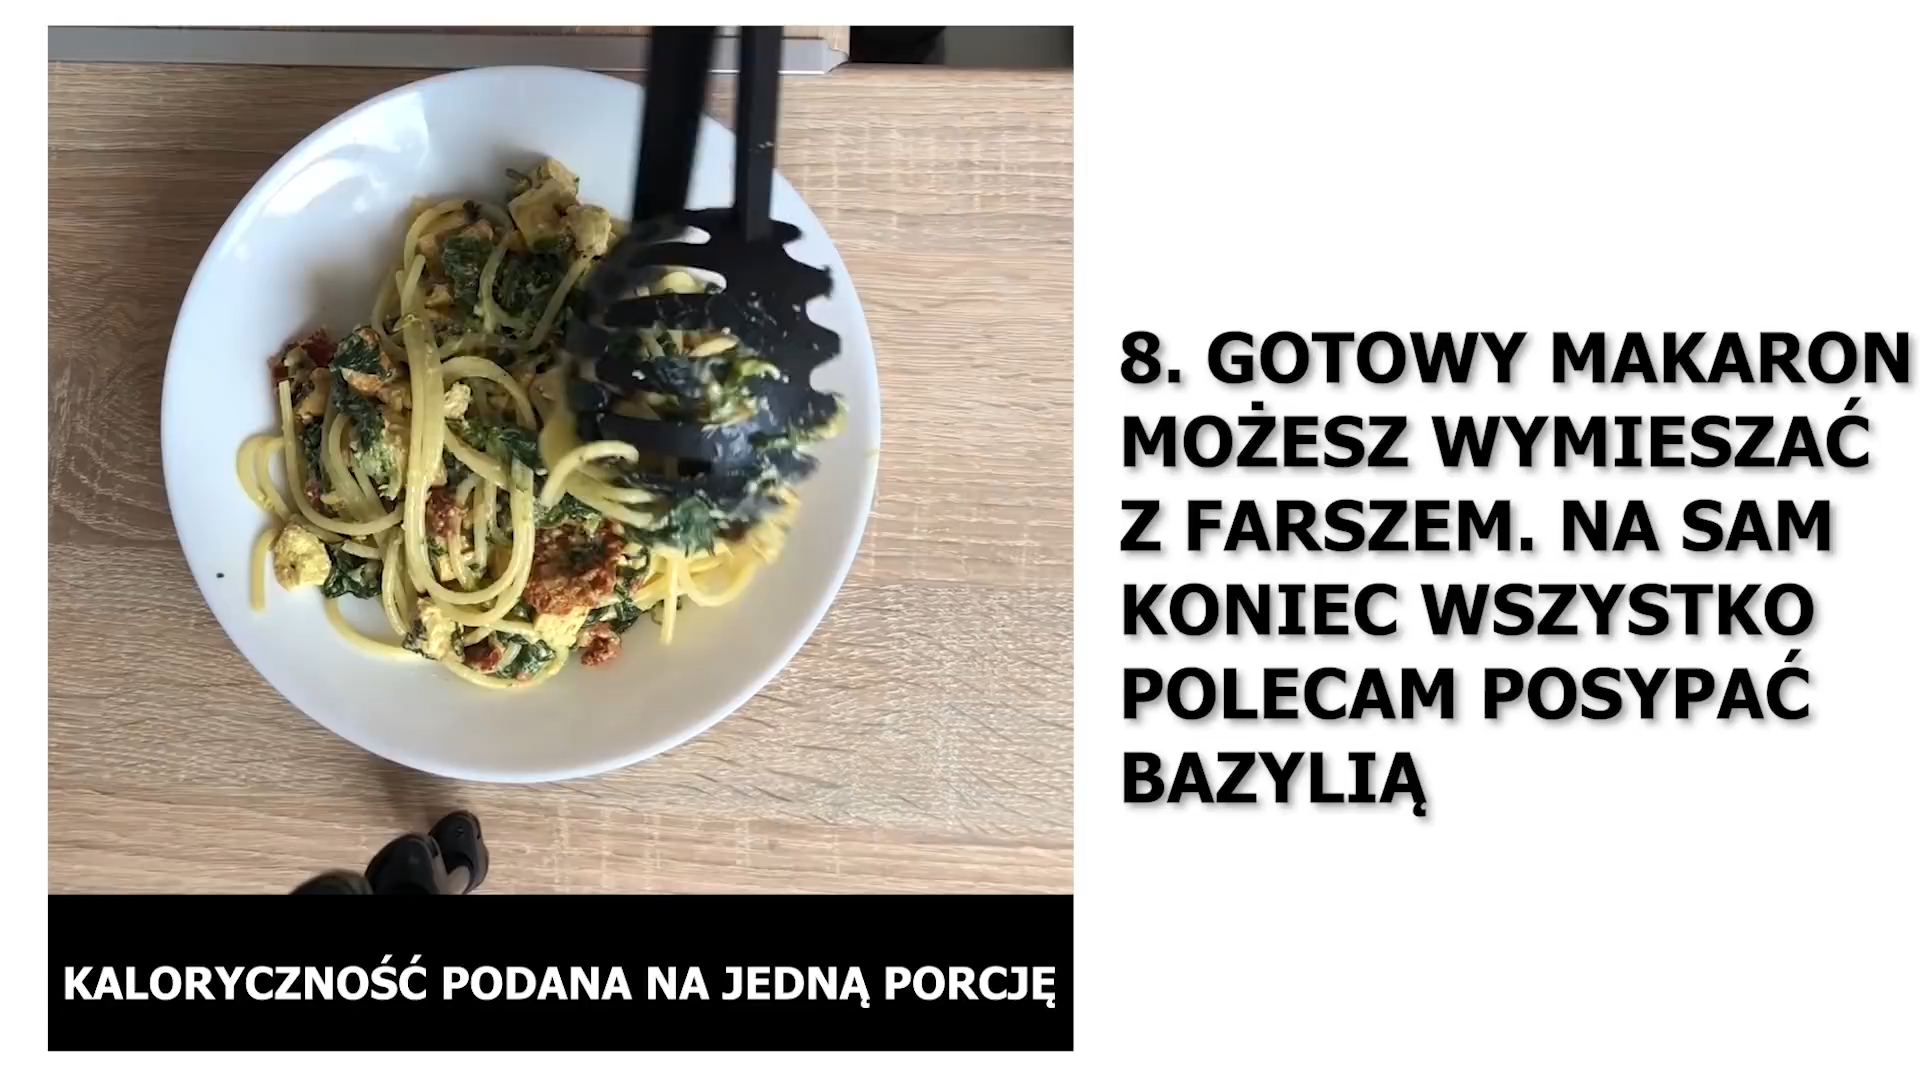 8. GOTOWY MAKARON
MOŻESZ WYMIESZAĆ
Z FARSZEM. NA SAM
KONIEC WSZYSTKO
POLECAM POSYPAĆ
BAZYLIĄ
KALORYCZNOŚĆ PODANA NA JEDNĄ PORCJĘ